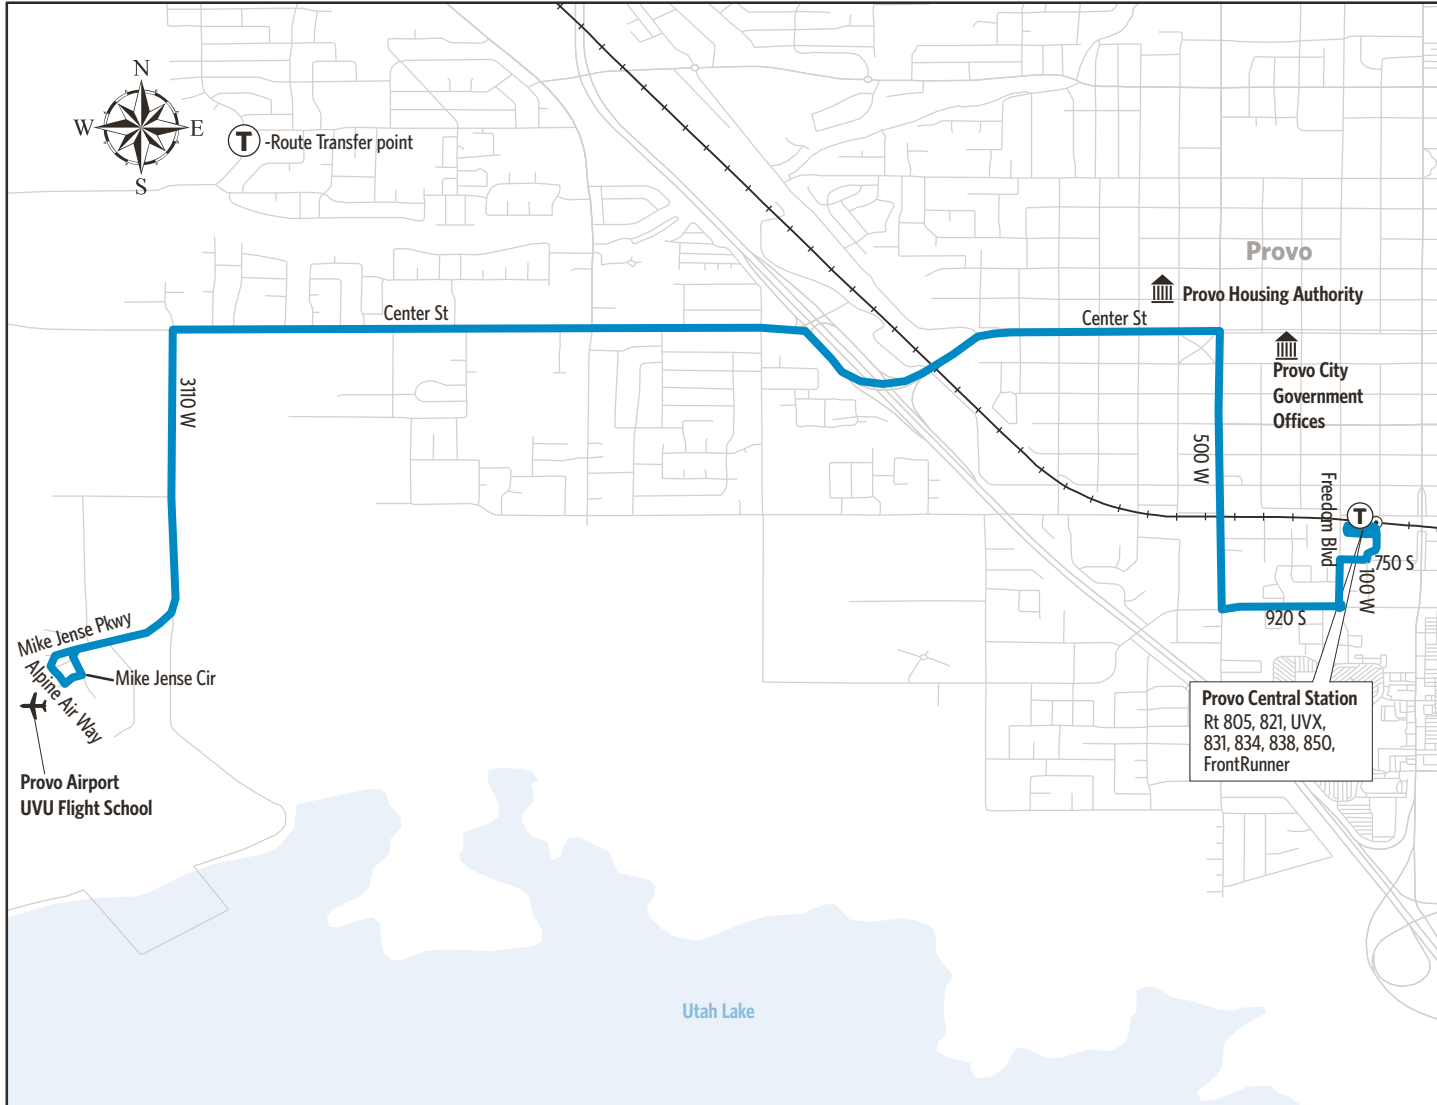 N
W
E
S
T
-Route Transfer point
Provo
Provo Housing Authority
Center St
Center St
Provo City
Government
Offices
3110 W
500 W
Freedom Blvd
T
750 S
100 W
920 S
Mike Jense Pkwy
Mike Jense Cir
Alpine Air Way
Provo Central Station
Rt 805, 821, UVX,
831, 834, 838, 850,
FrontRunner
Provo Airport
UVU Flight School
Utah Lake